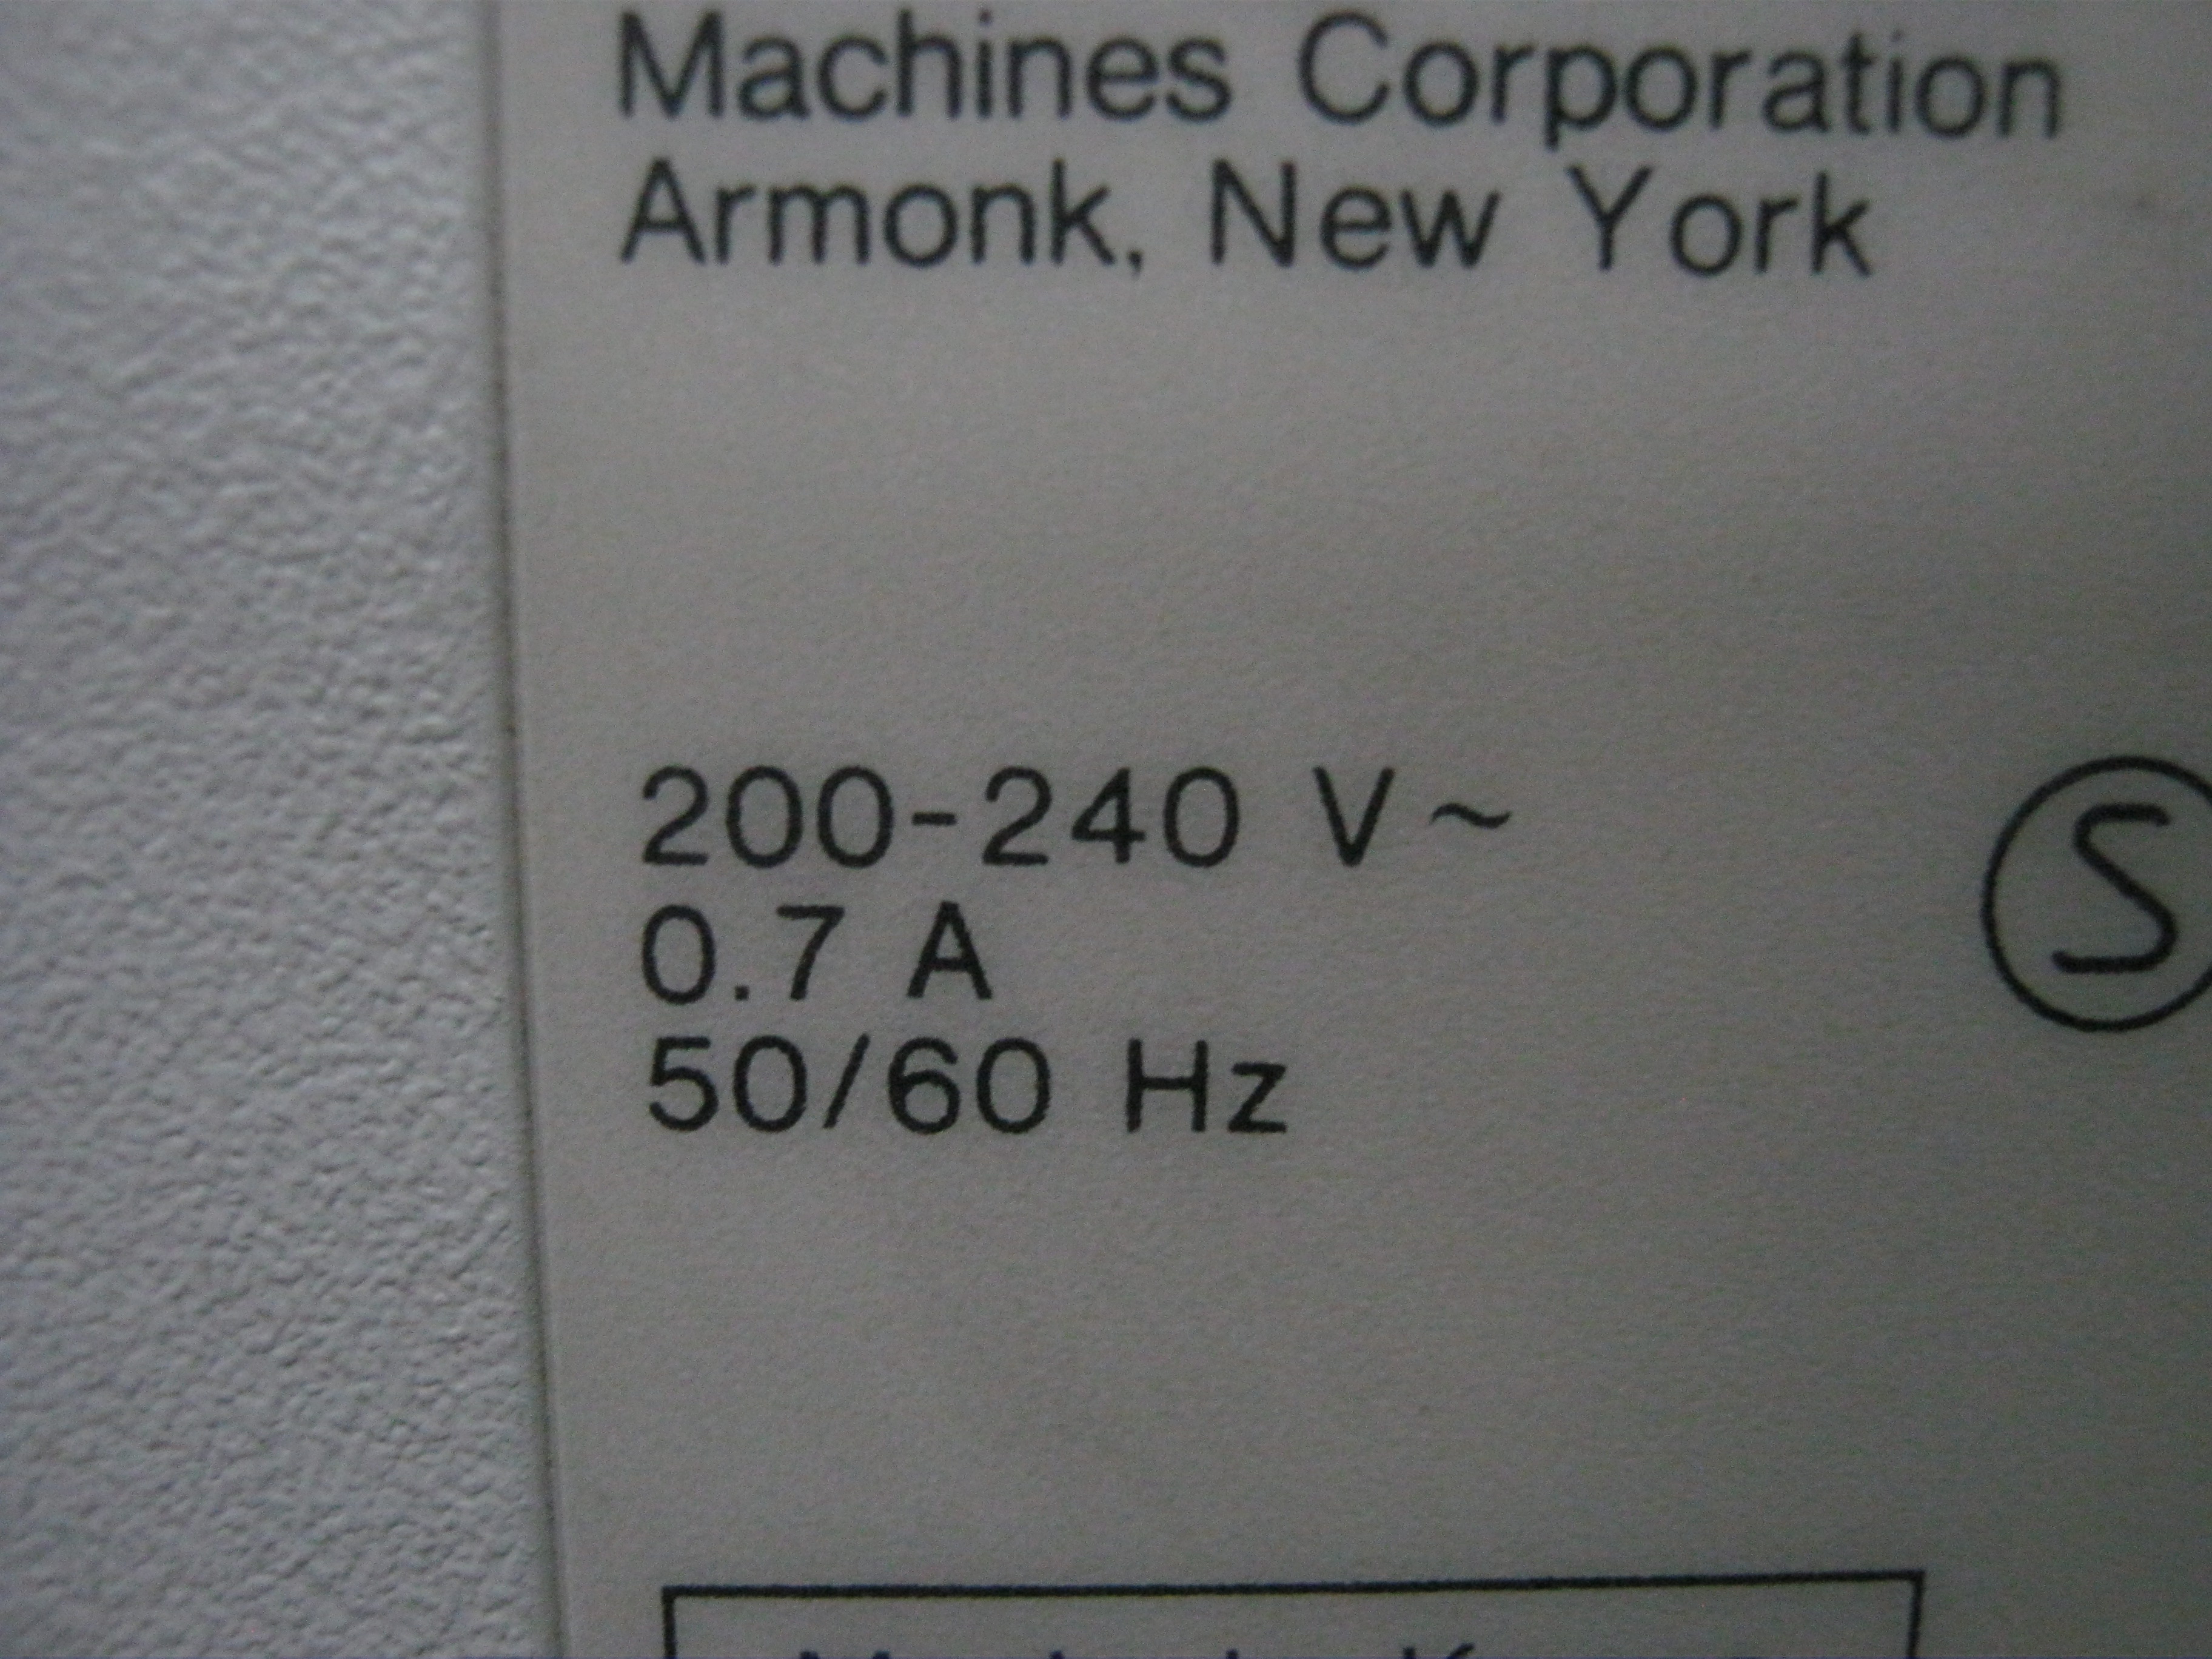 Machines Corporation
Armonk, New York
200-240 V~
0.7 A
50/60 Hz
S